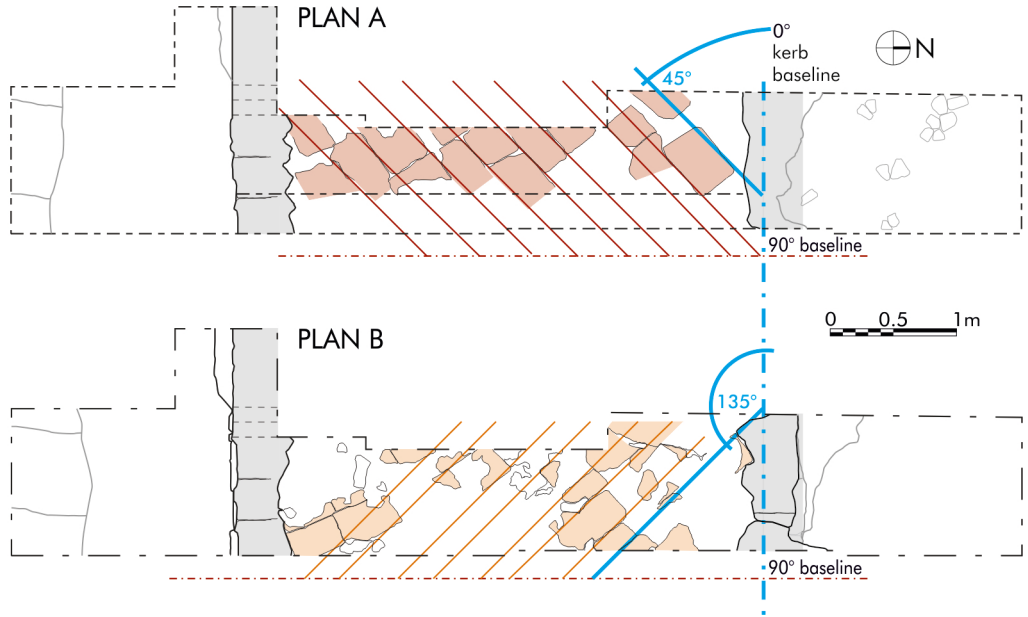 PLAN A
0°
kerb
baseline
45°
N
90° baseline
0 0.5 1m
PLAN B
135°
90° baseline